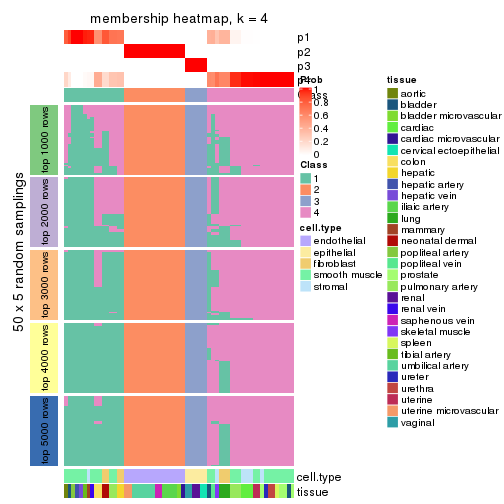 membership heatmap, k = 4
p1
p2
p3
p4
Class
50 x 5 random samplings
top 1000 rows
top 2000 rows
top 3000 rows
top 4000 rows
top 5000 rows
cell.type
tissue
Prob
1
0.8
0.6
0.4
0.2
0
Class
1
2
3
4
cell.type
endothelial
epithelial
fibroblast
smooth muscle
stromal
tissue
aortic
bladder
bladder microvascular
cardiac
cardiac microvascular
cervical ectoepithelial
colon
hepatic
hepatic artery
hepatic vein
iliaic artery
lung
mammary
neonatal dermal
popliteal artery
popliteal vein
prostate
pulmonary artery
renal
renal vein
saphenous vein
skeletal muscle
spleen
tibial artery
umbilical artery
ureter
urethra
uterine
uterine microvascular
vaginal